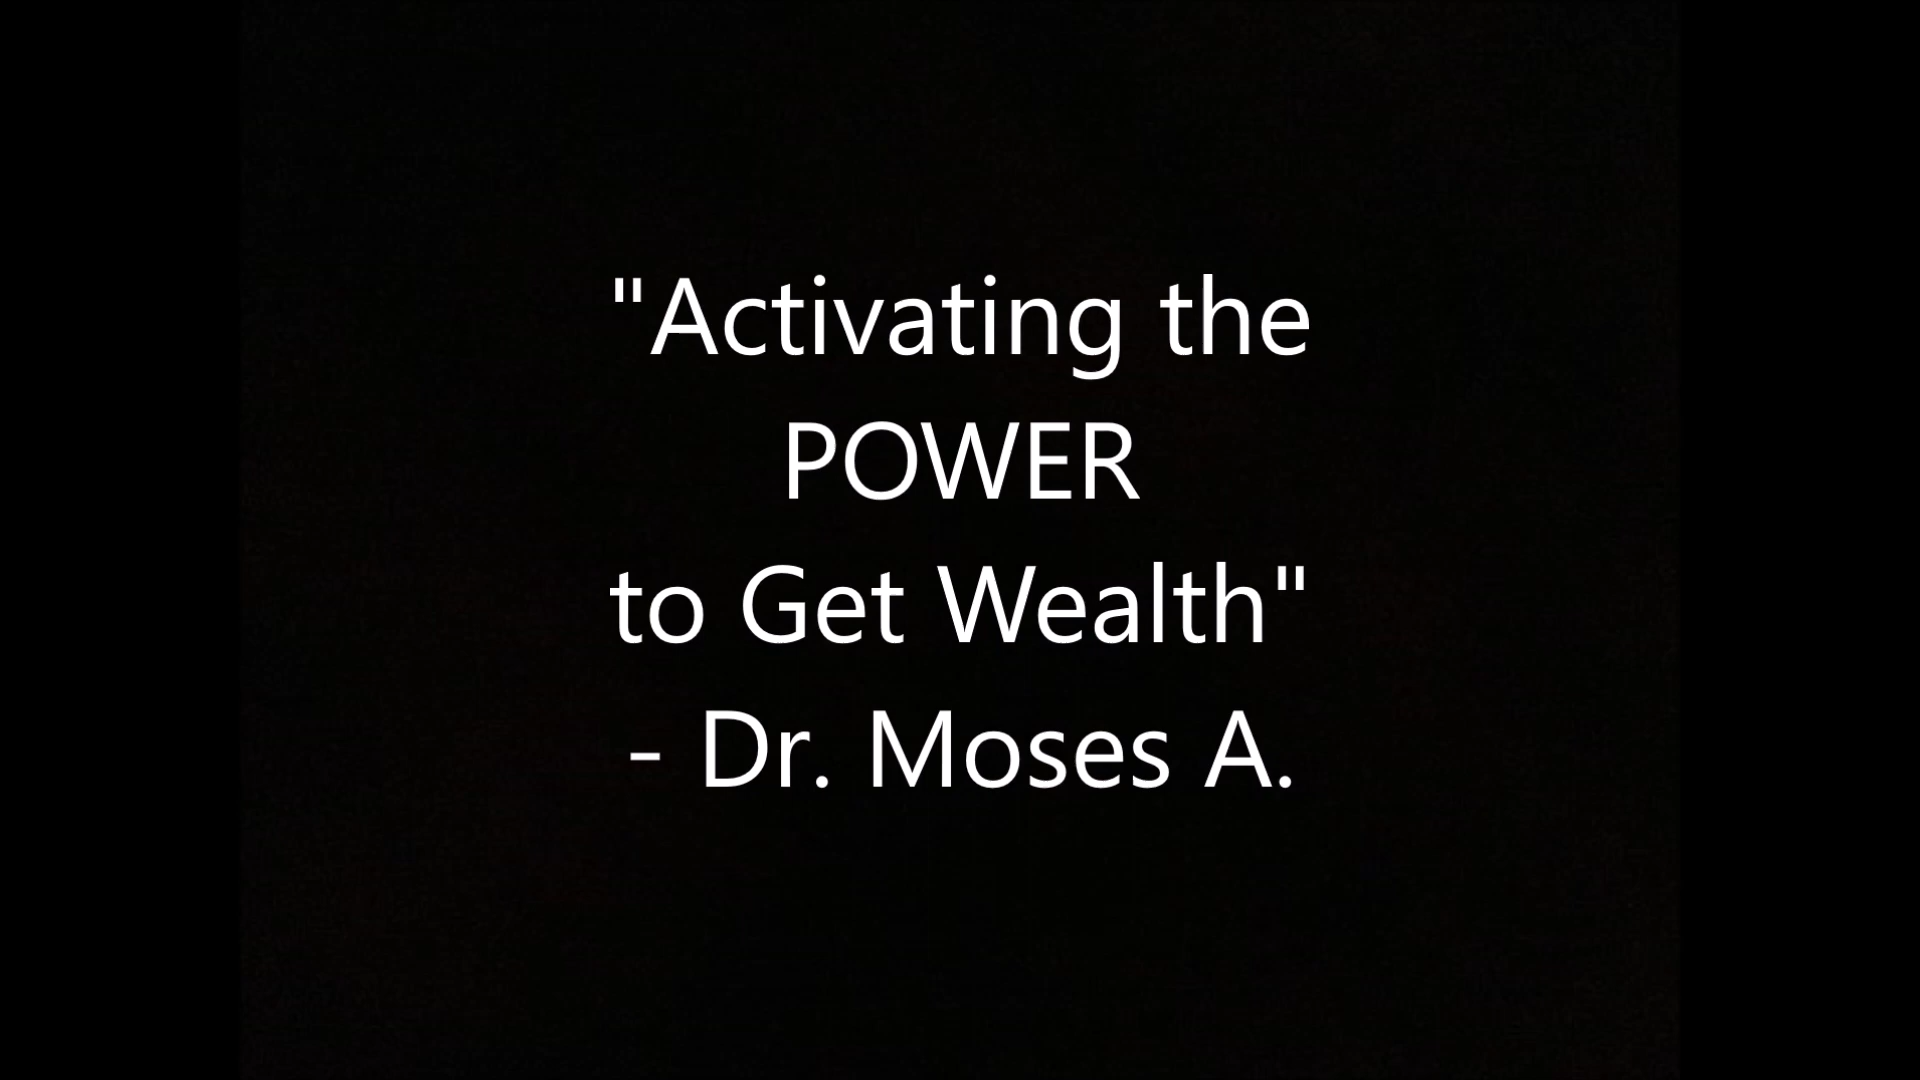 "Activating the
POWER
to Get Wealth"
- Dr. Moses A.